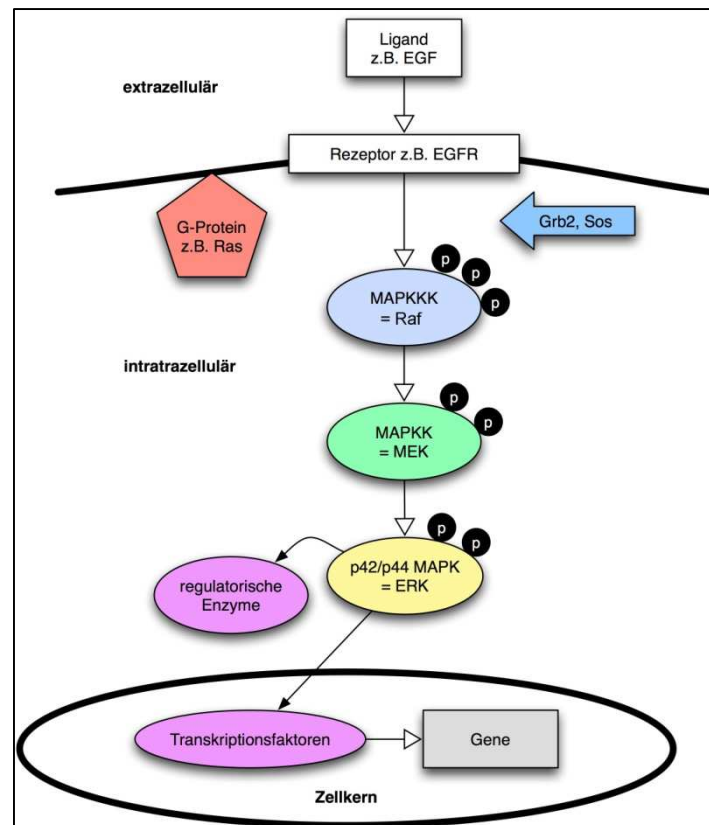 Ligand
z.B. EGF
extrazellulär
Rezeptor z.B. EGFR
G-Protein
z.B. Ras
Grb2, Sos
p
p
p
MAPKKK
= Raf
intratrazellulär
p
p
MAPKK
= MEK
p
p
p42/p44 MAPK
= ERK
regulatorische
Enzyme
Transkriptionsfaktoren
Gene
Zellkern